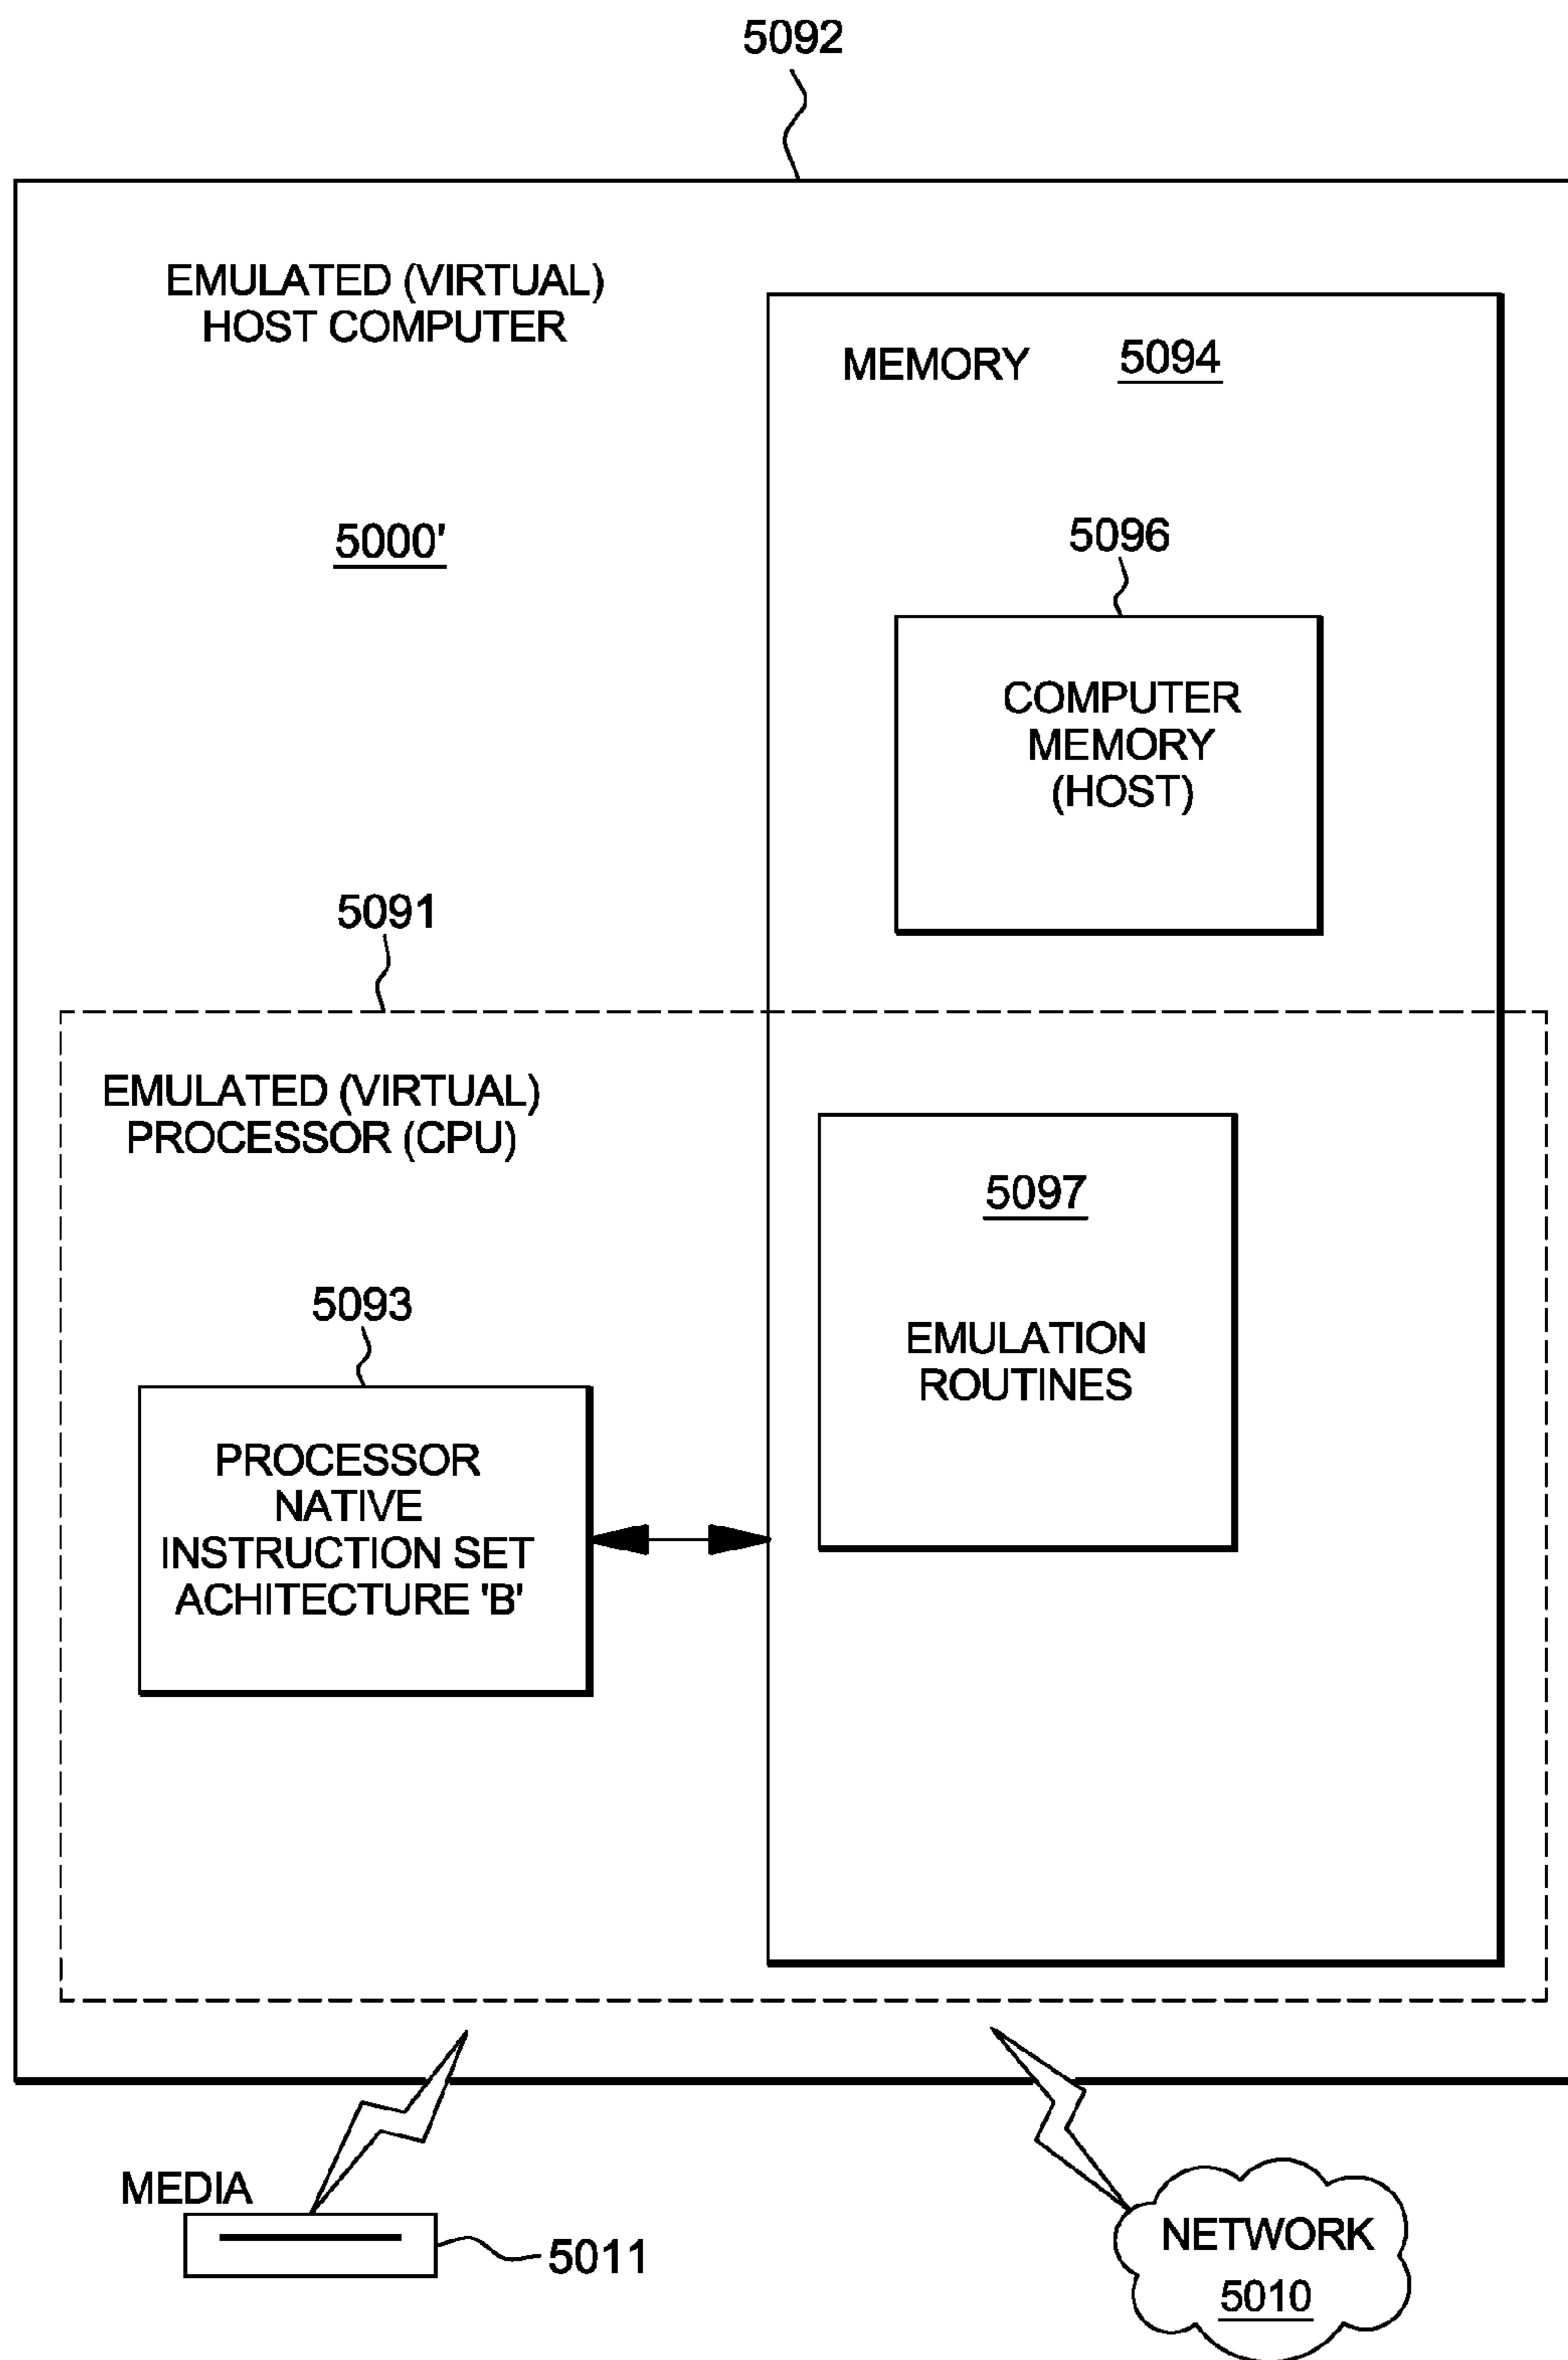 5092
EMULATED (VIRTUAL)
HOST COMPUTER
MEMORY 5094
5000'
5096
COMPUTER
MEMORY
(HOST)
5091
EMULATED (VIRTUAL)
PROCESSOR (CPU)
5097
EMULATION
ROUTINES
5093
PROCESSOR
NATIVE
INSTRUCTION SET
ACHITECTURE 'B'
MEDIA
5011
NETWORK
5010